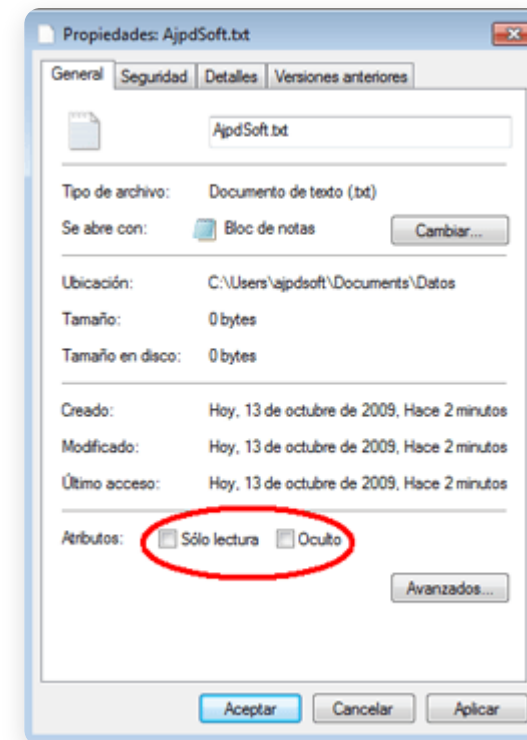 Propiedades: AjpdSoft.txt
General Seguridad Detalles Versiones anteriores
AjpdSoft.txt
Tipo de archivo: Documento de texto (.txt)
Se abre con: Bloc de notas Cambiar...
Ubicación: C:\Users\ajpdsoft\Documents\Datos
Tamaño: 0 bytes
Tamaño en disco: 0 bytes
Creado: Hoy, 13 de octubre de 2009, Hace 2 minutos
Modificado: Hoy, 13 de octubre de 2009, Hace 2 minutos
Último acceso: Hoy, 13 de octubre de 2009, Hace 2 minutos
Atributos: Sólo lectura Oculto
Avanzados...
Aceptar Cancelar Aplicar